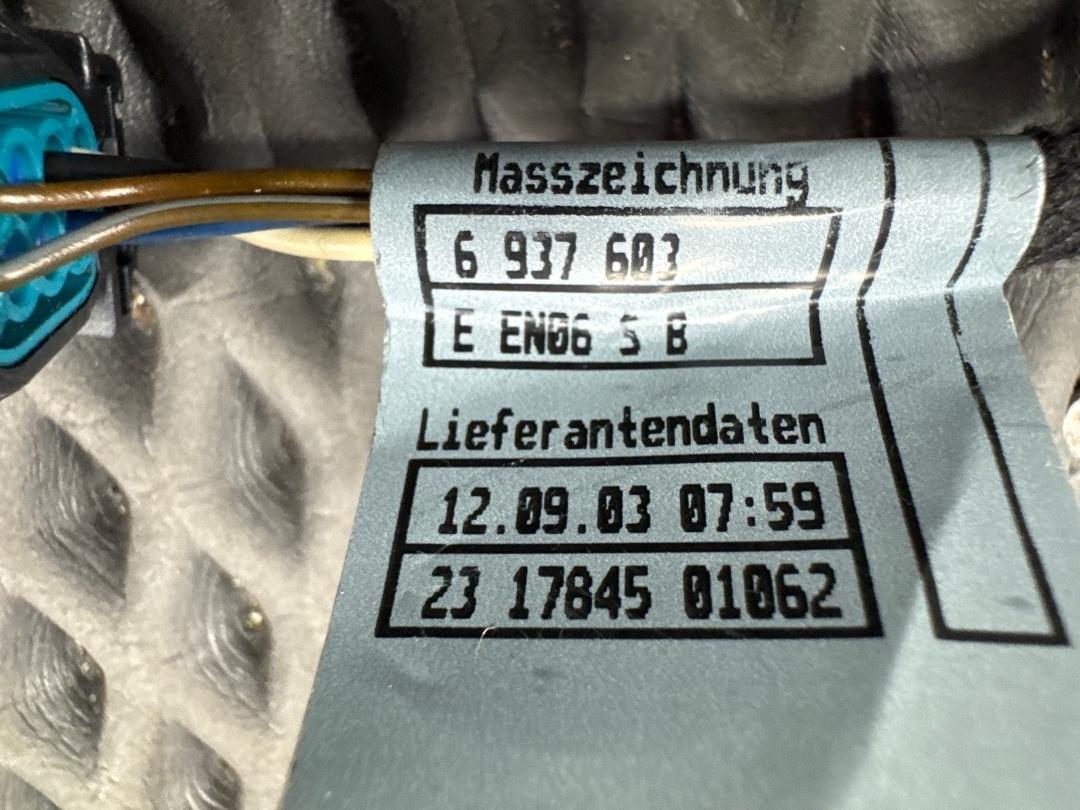 Masszeichnung
6 937 603
E EN06 S B
Lieferantendaten
12.09.03 07:59
23 17845 01062